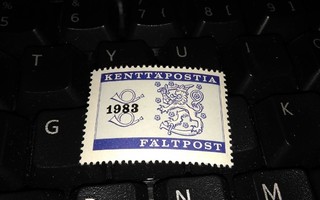 T Y U I
KENTTÄPOSTIA
1983
G K
FÄLTPOST
N M